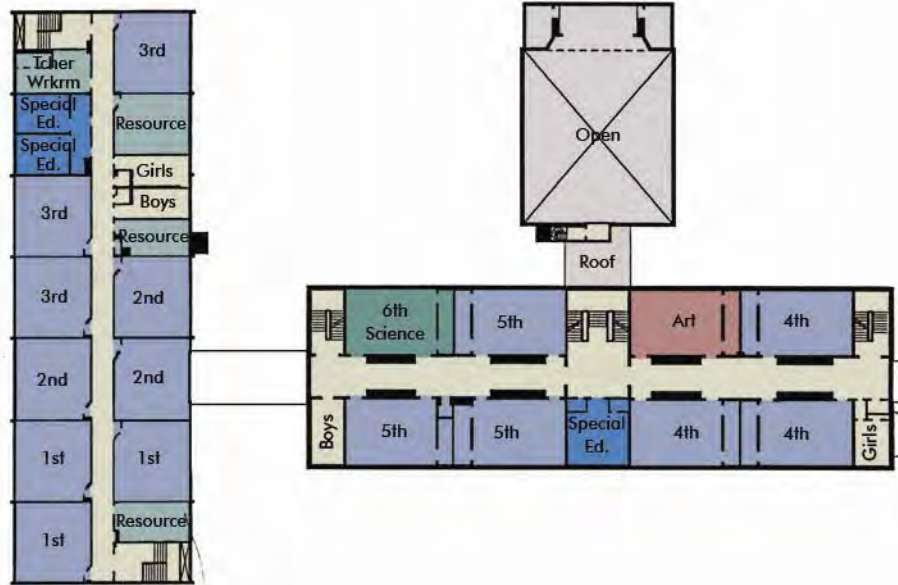 3rd
Tcher
Wrkrm
Special
Ed.
Resource
Special
Ed.
Girls
3rd
Boys
Resource
3rd
2nd
2nd
2nd
1st
1st
Resource
1st
Open
Roof
6th
Science
5th
Art
4th
Boys
5th
5th
Special
Ed.
4th
4th
Girls